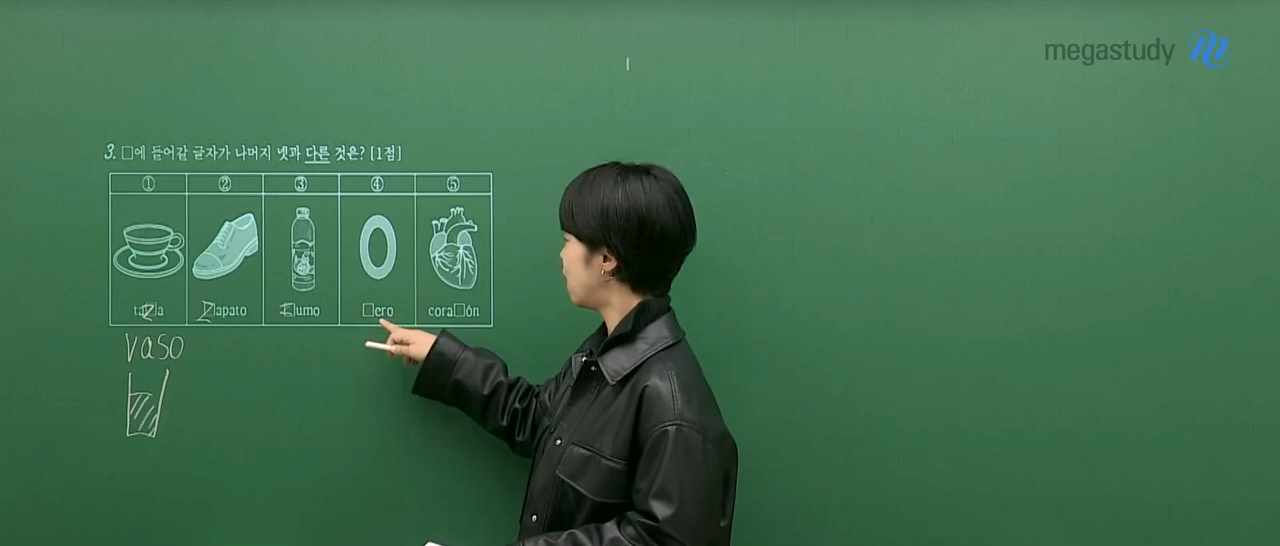 megastudy
3. □에 들어갈 글자가 나머지 넷과 다른 것은? [1점]
① ② ③ ④ ⑤
ta□a □apato □umo □ero cora□ón
z z z
vaso